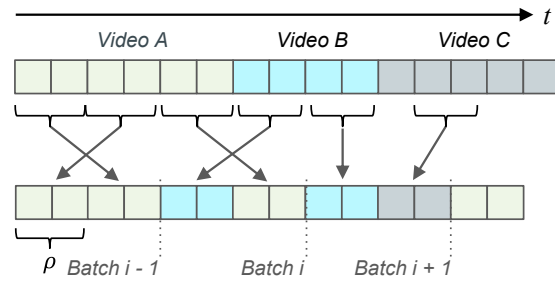 t
Video A Video B Video C
ρ Batch i - 1 Batch i Batch i + 1